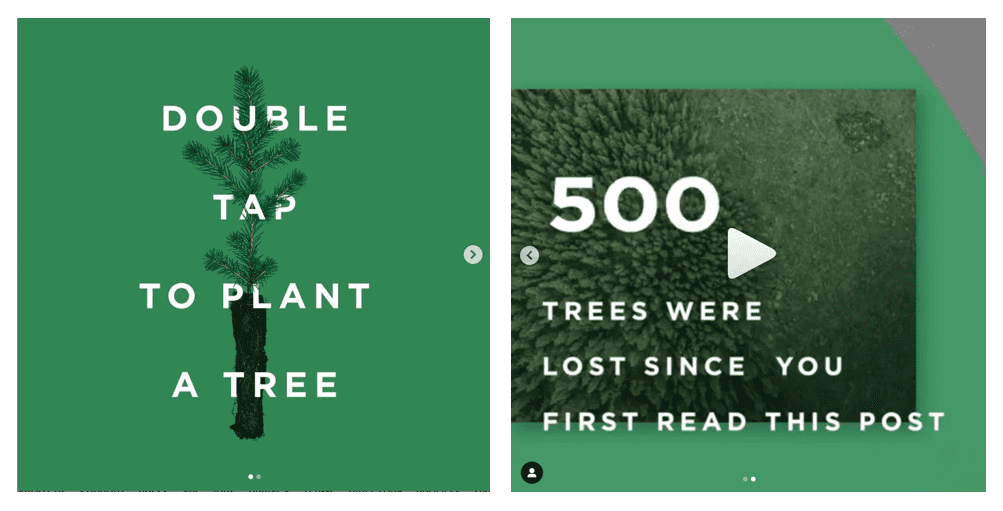 DOUBLE
TAP
TO PLANT
A TREE
500
TREES WERE
LOST SINCE YOU
FIRST READ THIS POST